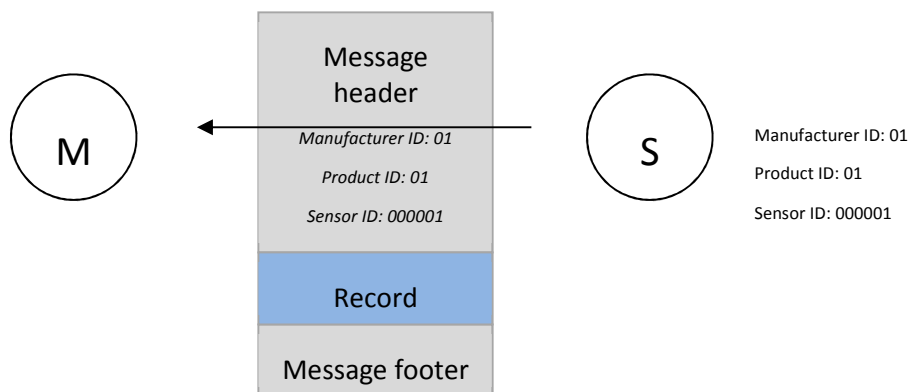 M
Message
header
Manufacturer ID: 01
Product ID: 01
Sensor ID: 000001
Record
Message footer
S
Manufacturer ID: 01
Product ID: 01
Sensor ID: 000001